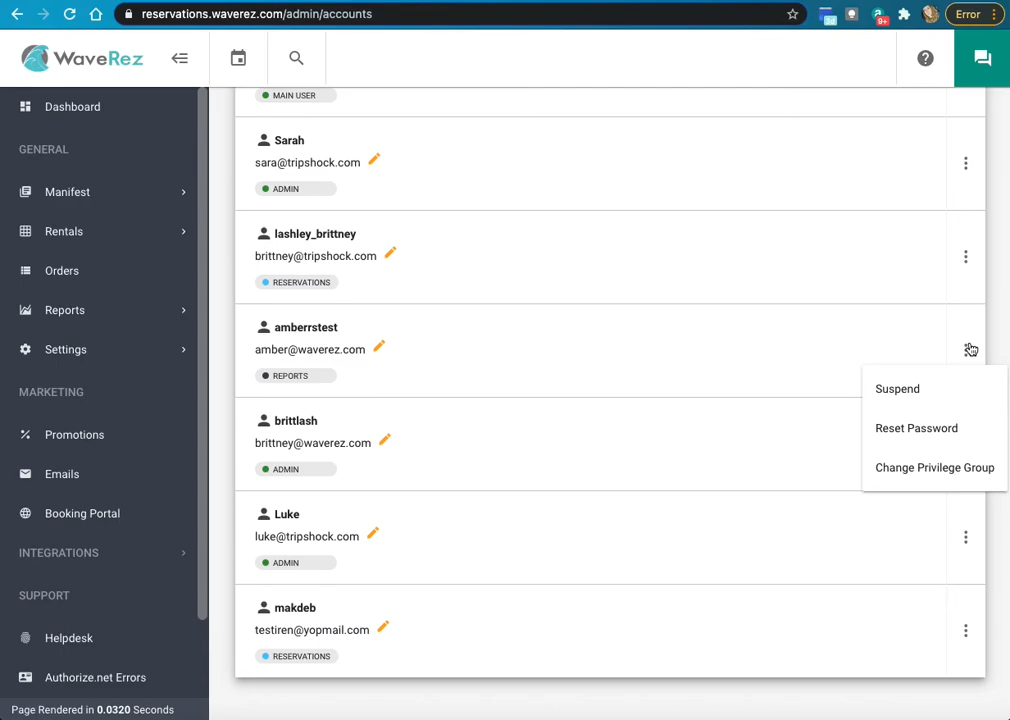 reservations.waverez.com/admin/accounts
Error
WaveRez
Dashboard
GENERAL
Manifest
Rentals
Orders
Reports
Settings
MARKETING
Promotions
Emails
Booking Portal
INTEGRATIONS
SUPPORT
Helpdesk
Authorize.net Errors
Page Rendered in 0.0320 Seconds
MAIN USER
Sarah
sara@tripshock.com
ADMIN
lashley_brittney
brittney@tripshock.com
RESERVATIONS
amberrstest
amber@waverez.com
REPORTS
Suspend
Reset Password
Change Privilege Group
brittlash
brittney@waverez.com
ADMIN
Luke
luke@tripshock.com
ADMIN
makdeb
testiren@yopmail.com
RESERVATIONS